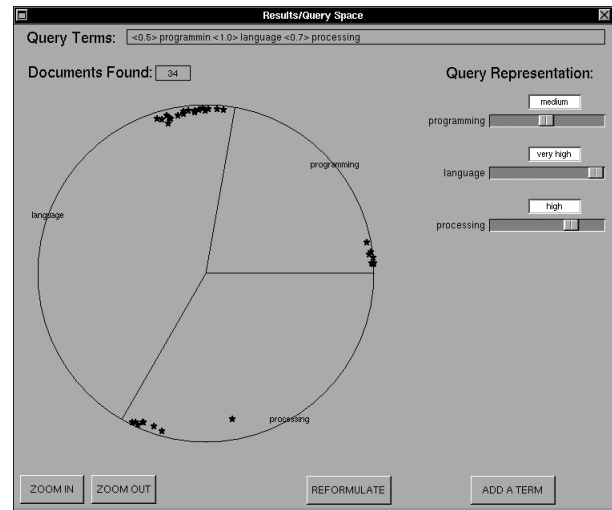 Results/Query Space
Query Terms: <0.5> programmin <1.0> language <0.7> processing
Documents Found: 34
Query Representation:
medium
programming
very high
language
high
processing
programming
language
processing
ZOOM IN
ZOOM OUT
REFORMULATE
ADD A TERM